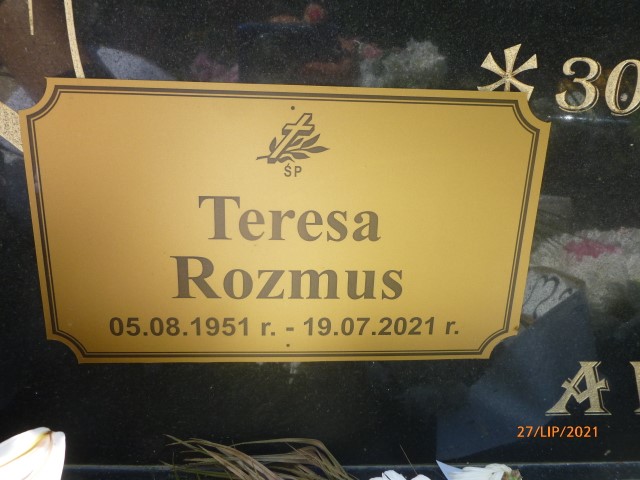 * 30
ŚP
Teresa
Rozmus
05.08.1951 r. - 19.07.2021 r.
A
27/LIP/2021